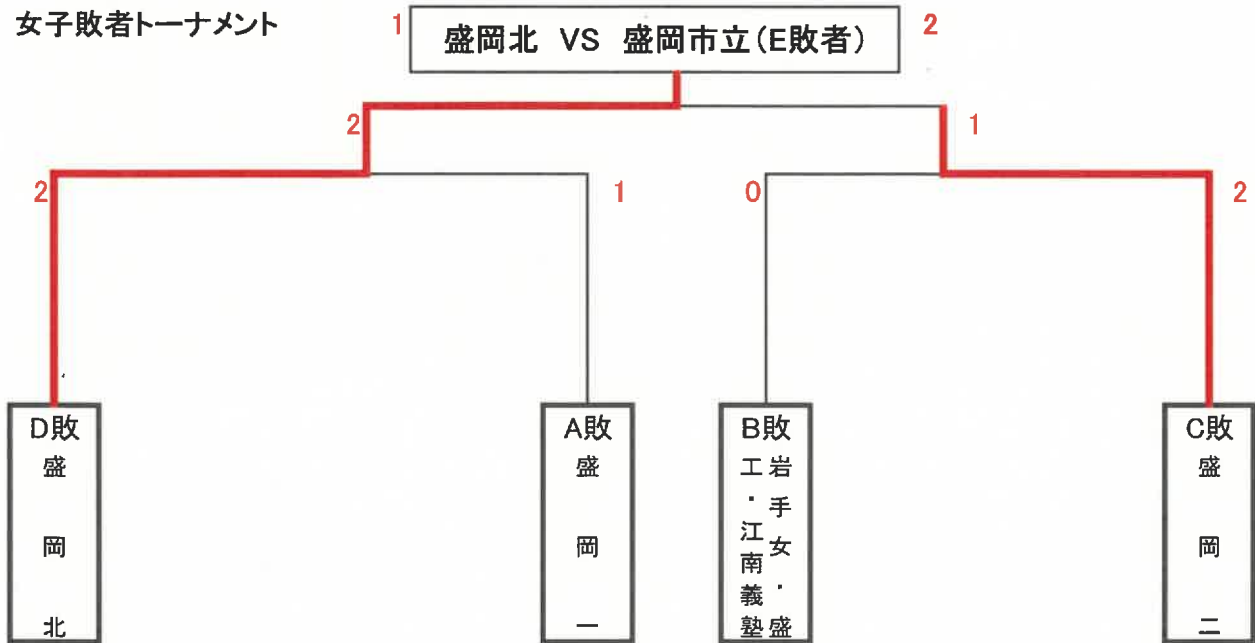 女子敗者トーナメント
1
盛岡北 VS 盛岡市立(E敗者)
2
2
1
2
1
0
2
D敗
盛岡北
A敗
盛岡一
B敗
岩手女・盛
工・江南義塾
C敗
盛岡二